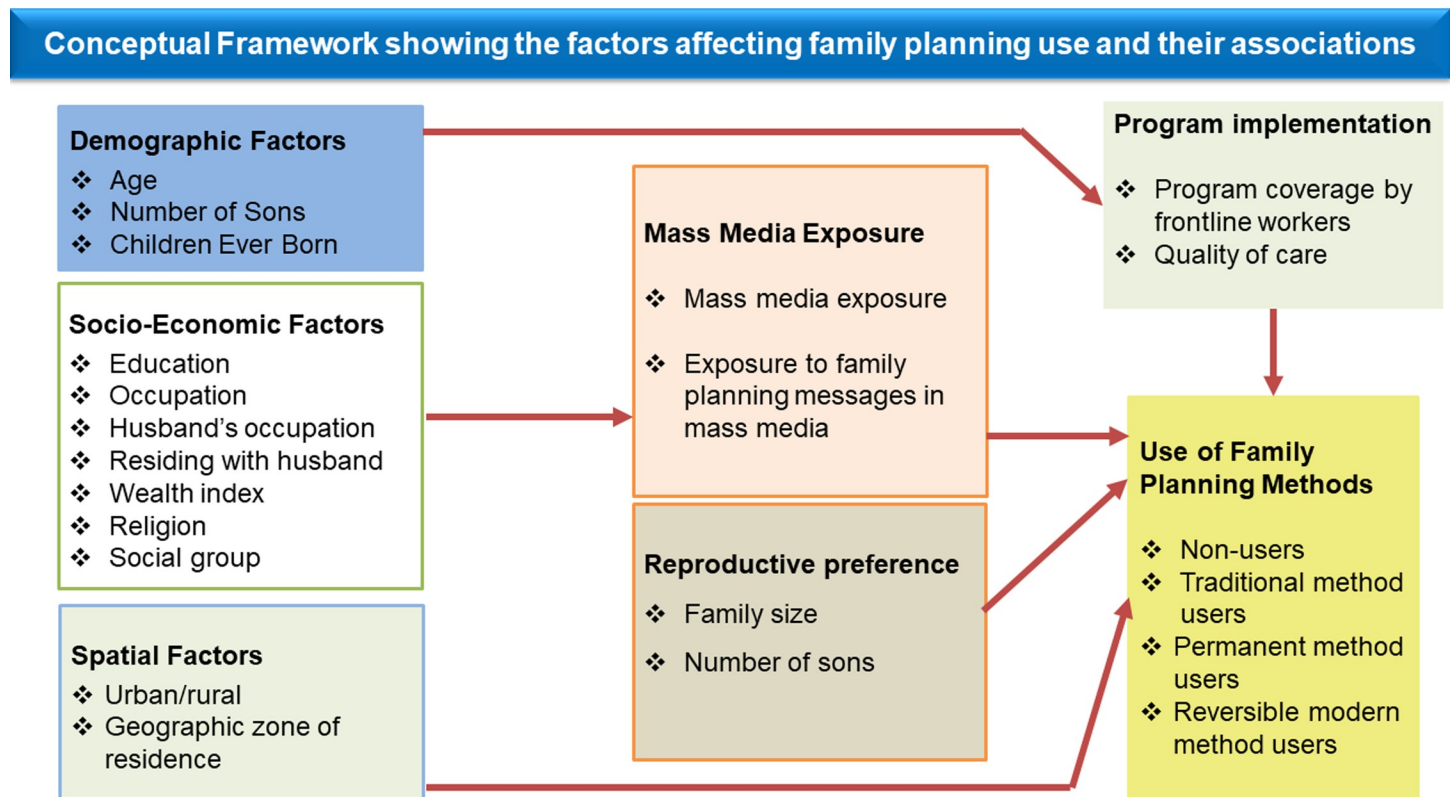 Conceptual Framework showing the factors affecting family planning use and their associations
Demographic Factors
❖ Age
❖ Number of Sons
❖ Children Ever Born
Socio-Economic Factors
❖ Education
❖ Occupation
❖ Husband’s occupation
❖ Residing with husband
❖ Wealth index
❖ Religion
❖ Social group
Spatial Factors
❖ Urban/rural
❖ Geographic zone of
residence
Mass Media Exposure
❖ Mass media exposure
❖ Exposure to family
planning messages in
mass media
Reproductive preference
❖ Family size
❖ Number of sons
Program implementation
❖ Program coverage by
frontline workers
❖ Quality of care
Use of Family
Planning Methods
❖ Non-users
❖ Traditional method
users
❖ Permanent method
users
❖ Reversible modern
method users